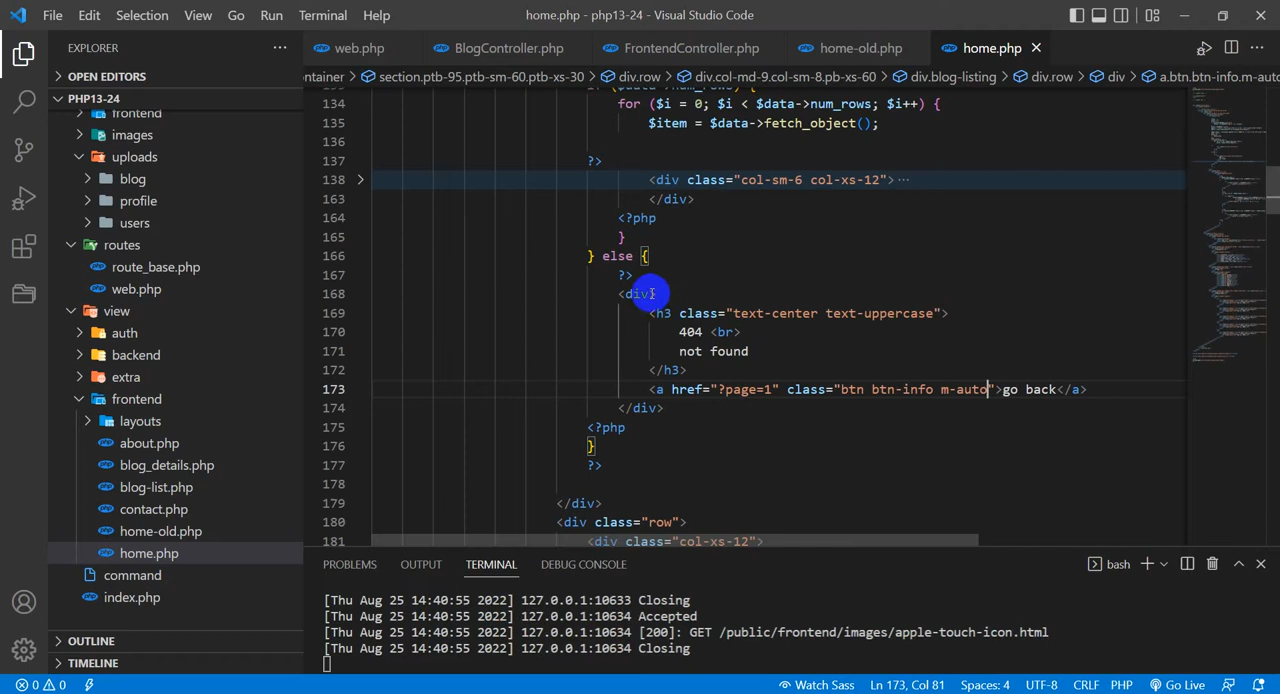 File Edit Selection View Go Run Terminal Help home.php - php13-24 - Visual Studio Code
EXPLORER
web.php BlogController.php FrontendController.php home-old.php home.php
OPEN EDITORS
ntainer section.ptb-95.ptb-sm-60.ptb-xs-30 div.row div.col-md-9.col-sm-8.pb-xs-60 div.blog-listing div.row div a.btn.btn-info.m-auto
PHP13-24
frontend
images
uploads
blog
profile
users
routes
route_base.php
web.php
view
auth
backend
extra
frontend
layouts
about.php
blog_details.php
blog-list.php
contact.php
home-old.php
home.php
command
index.php
OUTLINE
TIMELINE
134 for ($i = 0; $i < $data->num_rows; $i++) {
135 $item = $data->fetch_object();
136
137 ?>
138 <div class="col-sm-6 col-xs-12">⋯
163 </div>
164 <?php
165 }
166 } else {
167 ?>
168 <div>
169 <h3 class="text-center text-uppercase">
170 404 <br>
171 not found
172 </h3>
173 <a href="?page=1" class="btn btn-info m-auto">go back</a>
174 </div>
175 <?php
176 }
177 ?>
178
179 </div>
180 <div class="row">
181 <div class="col-xs-12">
PROBLEMS OUTPUT TERMINAL DEBUG CONSOLE bash
[Thu Aug 25 14:40:55 2022] 127.0.0.1:10633 Closing
[Thu Aug 25 14:40:55 2022] 127.0.0.1:10634 Accepted
[Thu Aug 25 14:40:55 2022] 127.0.0.1:10634 [200]: GET /public/frontend/images/apple-touch-icon.html
[Thu Aug 25 14:40:55 2022] 127.0.0.1:10634 Closing
0 0 Watch Sass Ln 173, Col 81 Spaces: 4 UTF-8 CRLF PHP Go Live